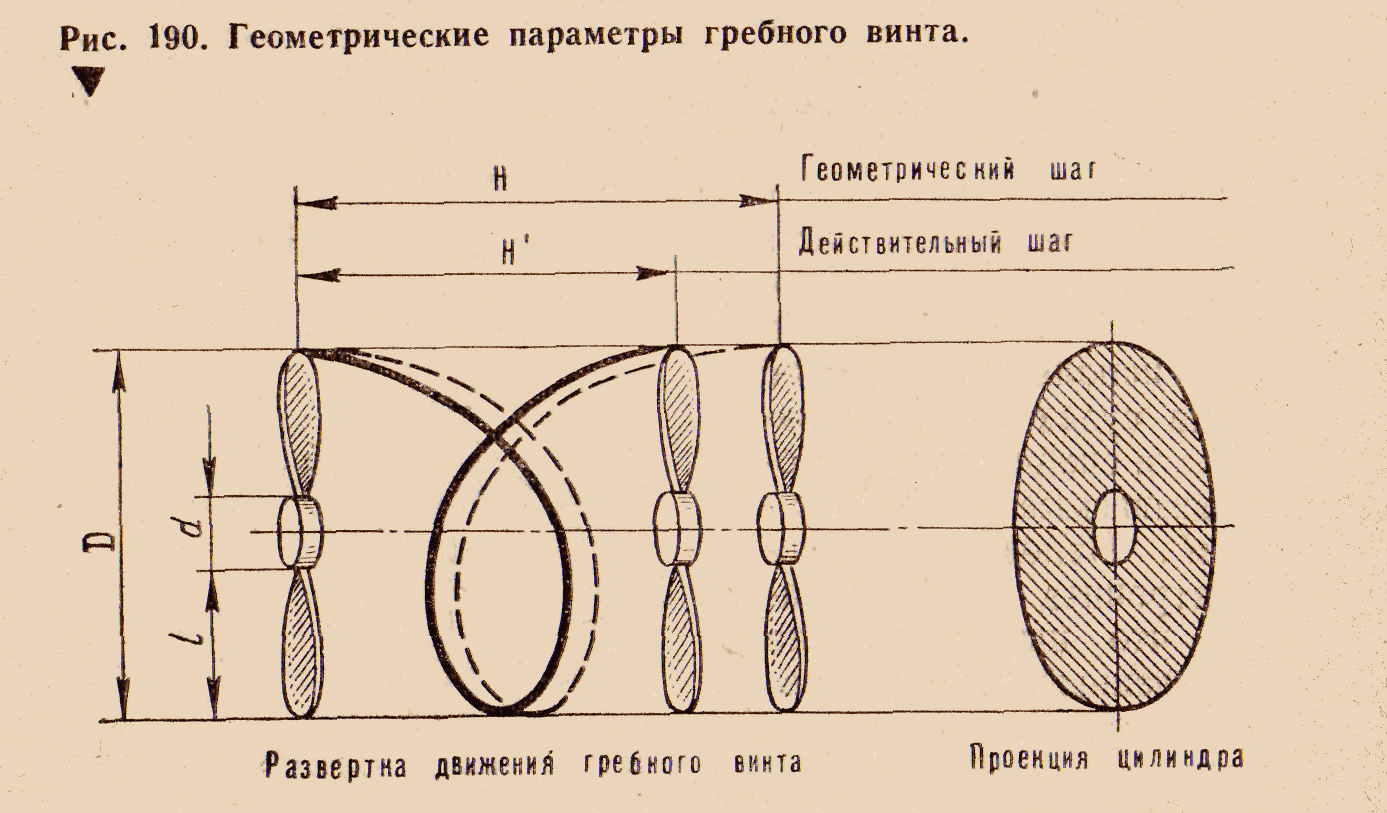 Рис. 190. Геометрические параметры гребного винта.
H
Геометрический шаг
H'
Действительный шаг
D
d
l
Развертка движения гребного винта
Проекция цилиндра